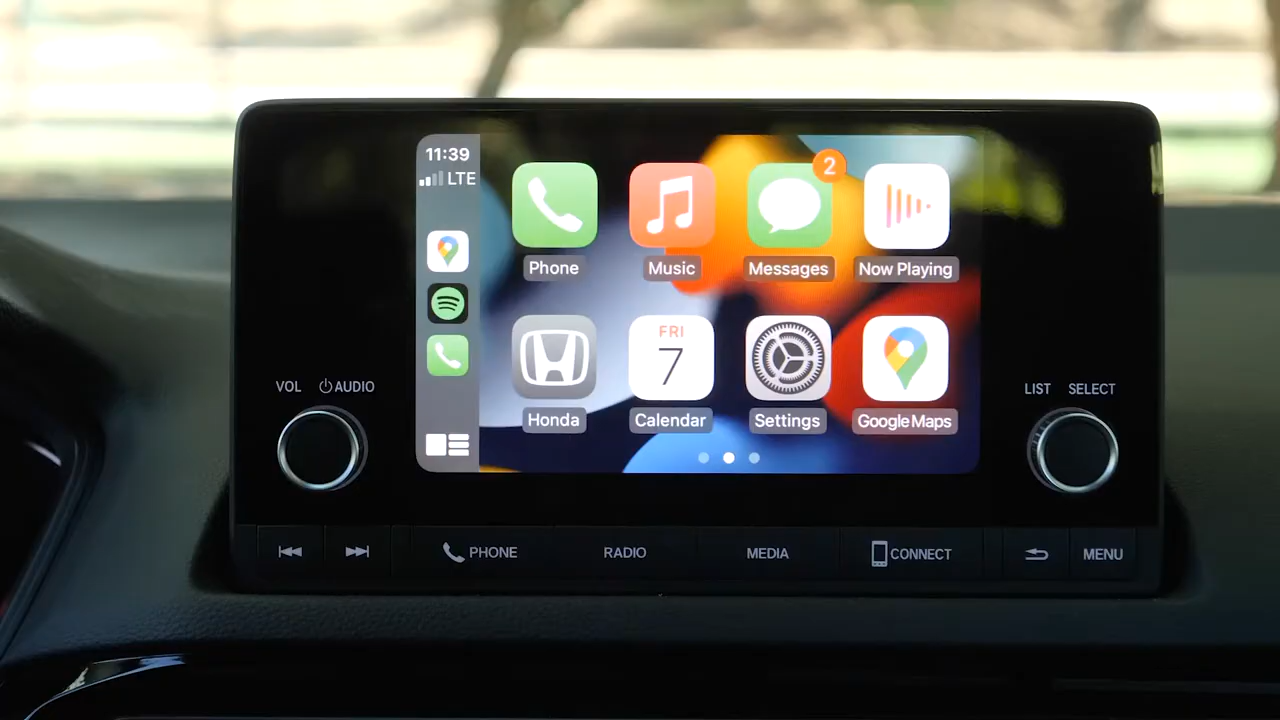 11:39
LTE
2
Phone
Music
Messages
Now Playing
FRI
7
Honda
Calendar
Settings
Google Maps
VOL AUDIO
LIST SELECT
PHONE
RADIO
MEDIA
CONNECT
MENU